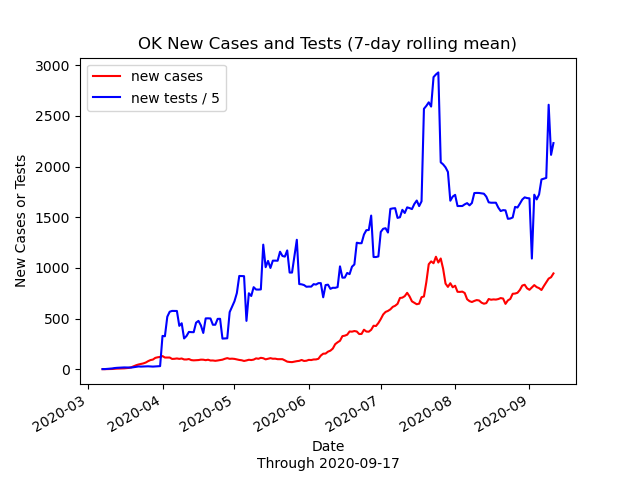 OK New Cases and Tests (7-day rolling mean)
new cases
new tests / 5
3000
2500
2000
1500
1000
500
0
New Cases or Tests
2020-03
2020-04
2020-05
2020-06
2020-07
2020-08
2020-09
Date
Through 2020-09-17